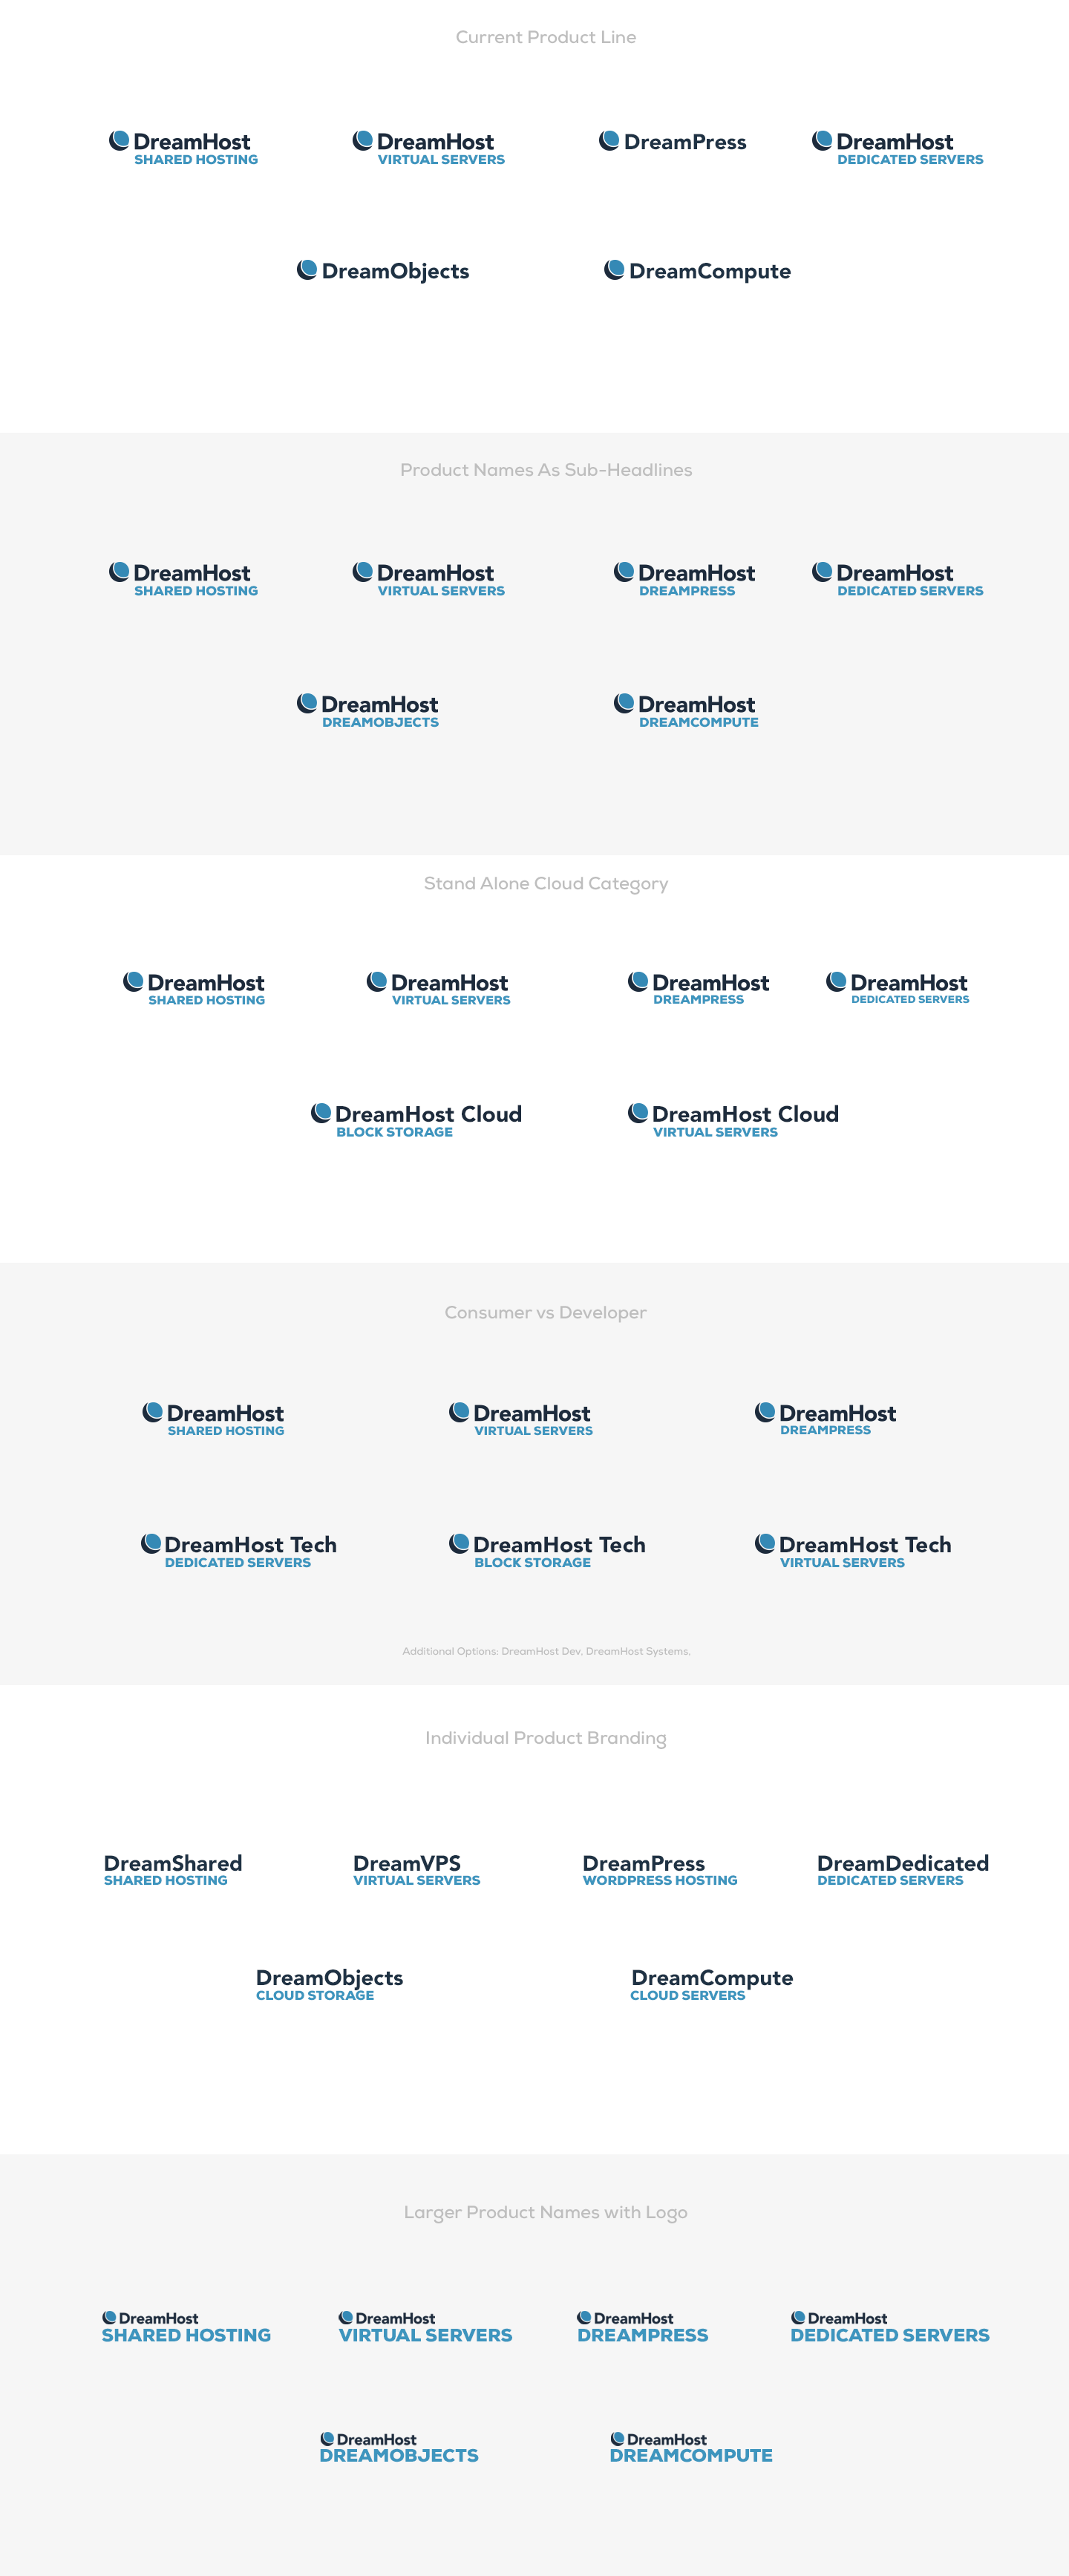 Current Product Line
DreamHost
SHARED HOSTING
DreamHost
VIRTUAL SERVERS
DreamPress
DreamHost
DEDICATED SERVERS
DreamObjects
DreamCompute
Product Names As Sub-Headlines
DreamHost
SHARED HOSTING
DreamHost
VIRTUAL SERVERS
DreamHost
DREAMPRESS
DreamHost
DEDICATED SERVERS
DreamHost
DREAMOBJECTS
DreamHost
DREAMCOMPUTE
Stand Alone Cloud Category
DreamHost
SHARED HOSTING
DreamHost
VIRTUAL SERVERS
DreamHost
DREAMPRESS
DreamHost
DEDICATED SERVERS
DreamHost Cloud
BLOCK STORAGE
DreamHost Cloud
VIRTUAL SERVERS
Consumer vs Developer
DreamHost
SHARED HOSTING
DreamHost
VIRTUAL SERVERS
DreamHost
DREAMPRESS
DreamHost Tech
DEDICATED SERVERS
DreamHost Tech
BLOCK STORAGE
DreamHost Tech
VIRTUAL SERVERS
Additional Options: DreamHost Dev, DreamHost Systems,
Individual Product Branding
DreamShared
SHARED HOSTING
DreamVPS
VIRTUAL SERVERS
DreamPress
WORDPRESS HOSTING
DreamDedicated
DEDICATED SERVERS
DreamObjects
CLOUD STORAGE
DreamCompute
CLOUD SERVERS
Larger Product Names with Logo
DreamHost
SHARED HOSTING
DreamHost
VIRTUAL SERVERS
DreamHost
DREAMPRESS
DreamHost
DEDICATED SERVERS
DreamHost
DREAMOBJECTS
DreamHost
DREAMCOMPUTE